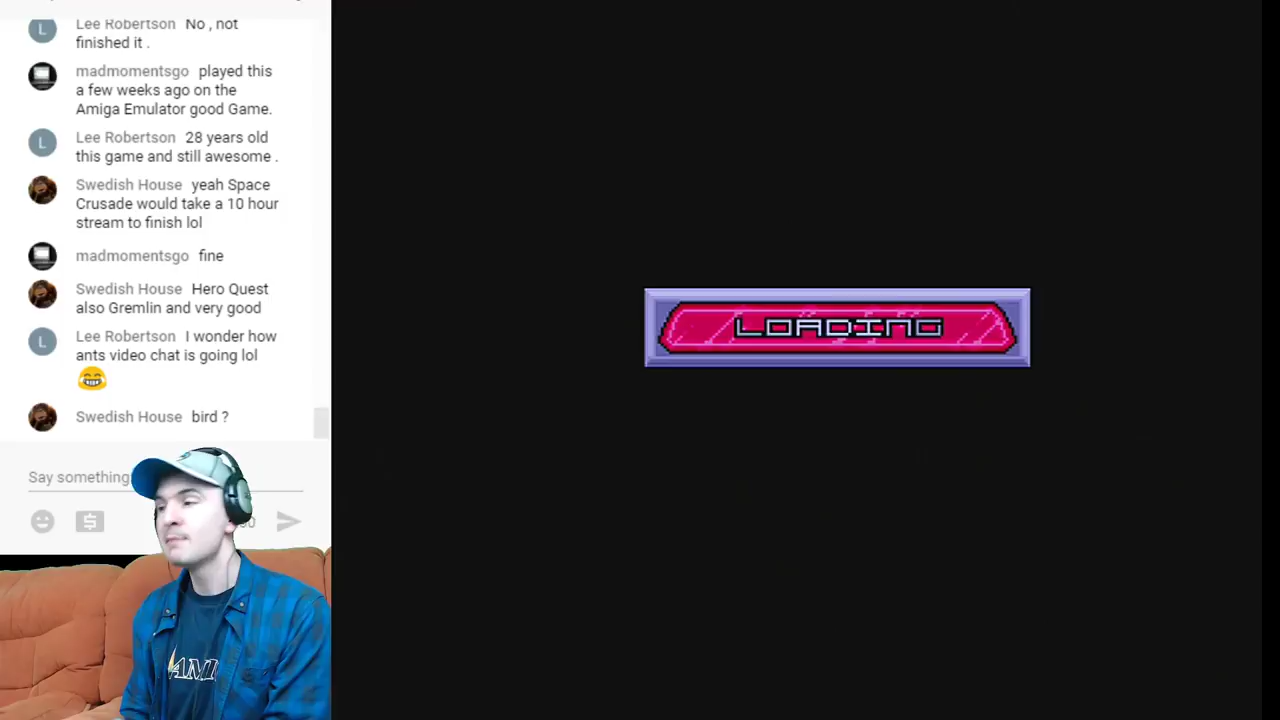 Lee Robertson No , not
finished it .
madmomentsgo played this
a few weeks ago on the
Amiga Emulator good Game.
Lee Robertson 28 years old
this game and still awesome .
Swedish House yeah Space
Crusade would take a 10 hour
stream to finish lol
madmomentsgo fine
Swedish House Hero Quest
also Gremlin and very good
Lee Robertson I wonder how
ants video chat is going lol
Swedish House bird ?
Say something
LOADING